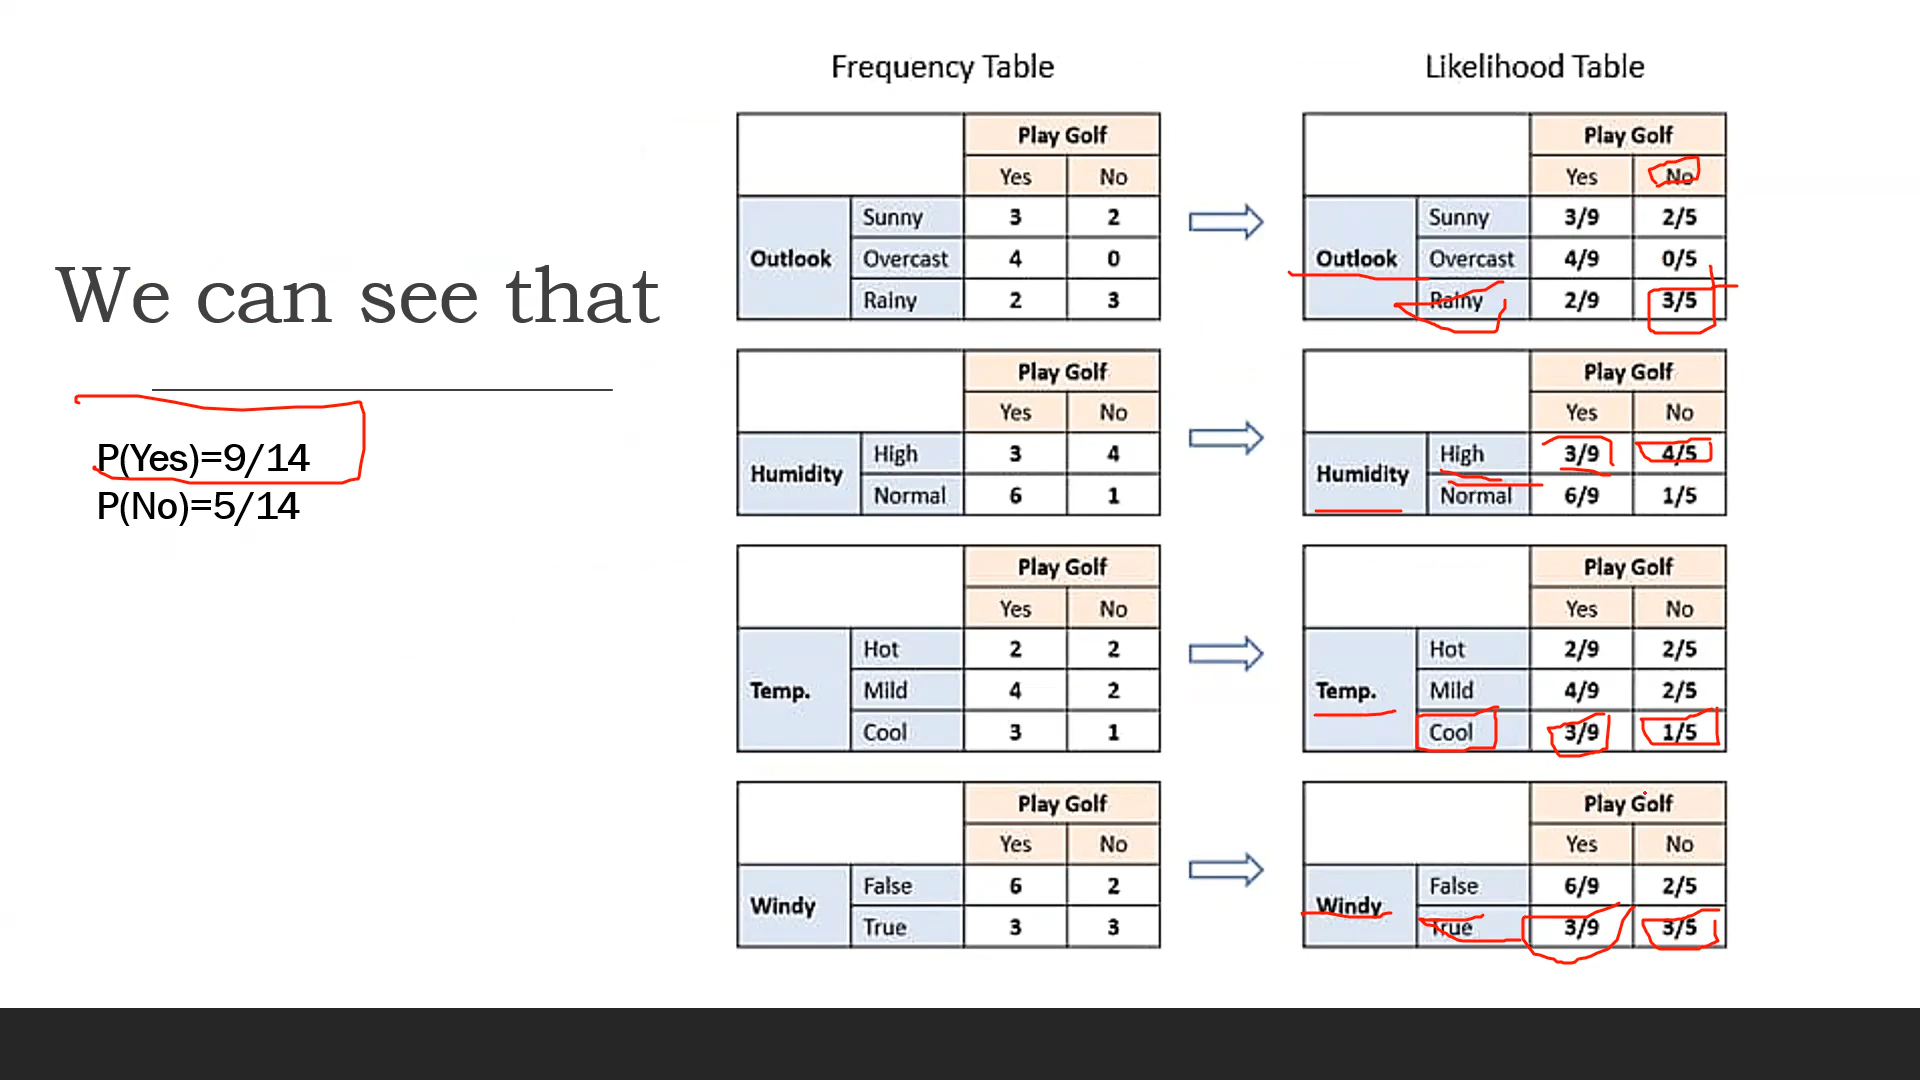 We can see that
P(Yes)=9/14
P(No)=5/14
Frequency Table
Play Golf
Yes No
Outlook
Sunny 3 2
Overcast 4 0
Rainy 2 3
Play Golf
Yes No
Humidity
High 3 4
Normal 6 1
Play Golf
Yes No
Temp.
Hot 2 2
Mild 4 2
Cool 3 1
Play Golf
Yes No
Windy
False 6 2
True 3 3
Likelihood Table
Play Golf
Yes No
Outlook
Sunny 3/9 2/5
Overcast 4/9 0/5
Rainy 2/9 3/5
Play Golf
Yes No
Humidity
High 3/9 4/5
Normal 6/9 1/5
Play Golf
Yes No
Temp.
Hot 2/9 2/5
Mild 4/9 2/5
Cool 3/9 1/5
Play Golf
Yes No
Windy
False 6/9 2/5
True 3/9 3/5